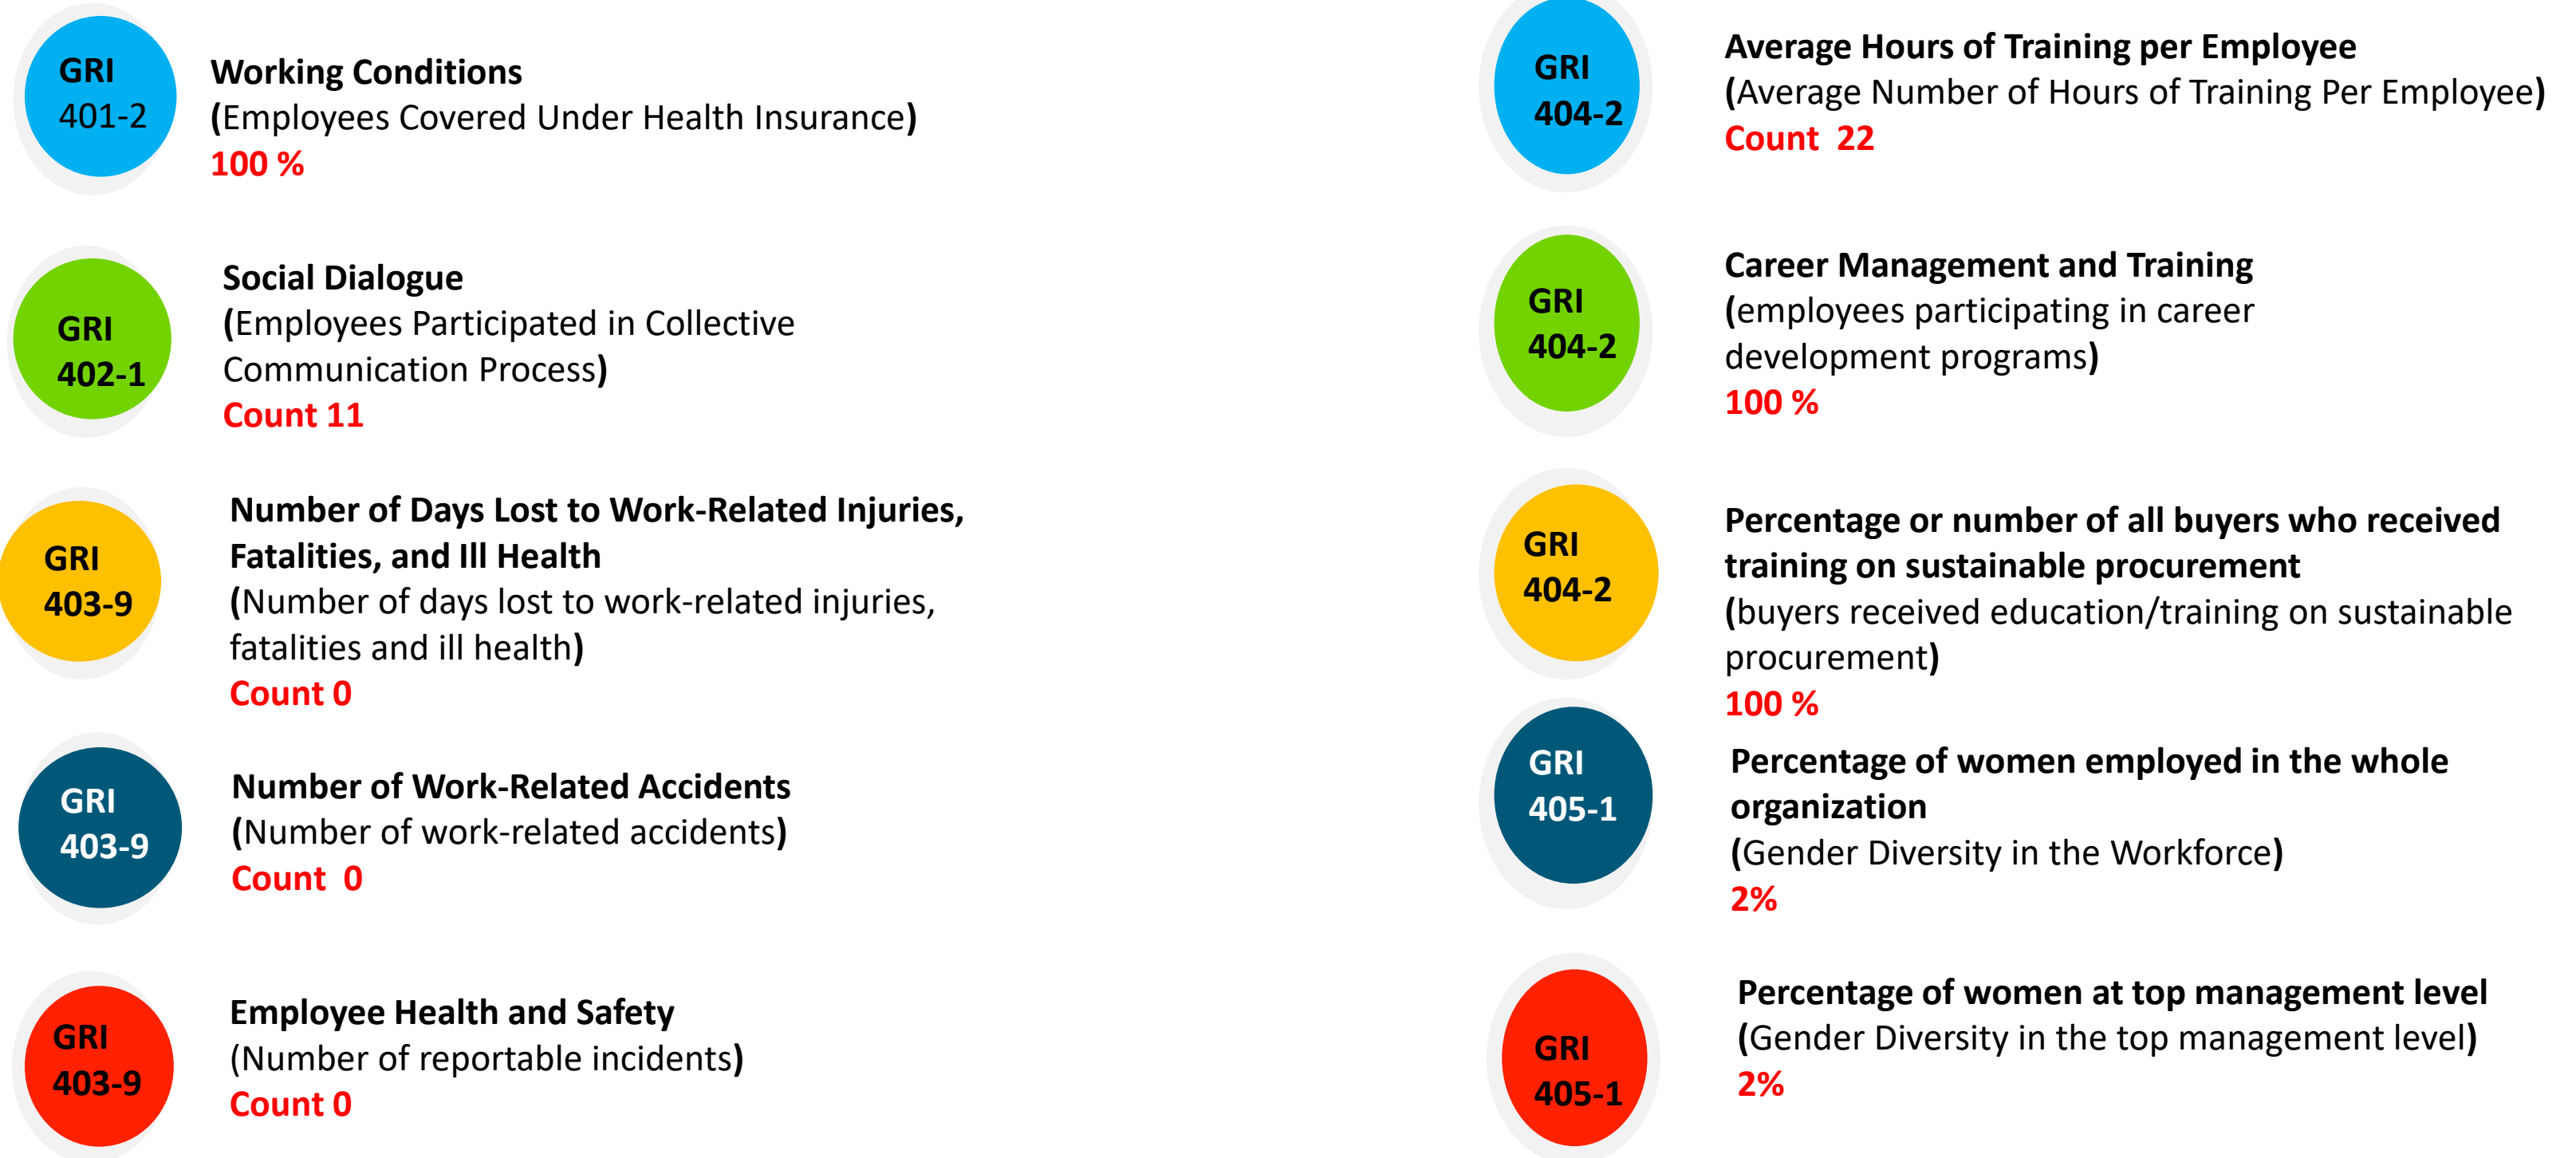 GRI
401-2
Working Conditions
(Employees Covered Under Health Insurance)
100 %
GRI
402-1
Social Dialogue
(Employees Participated in Collective
Communication Process)
Count 11
GRI
403-9
Number of Days Lost to Work-Related Injuries,
Fatalities, and Ill Health
(Number of days lost to work-related injuries,
fatalities and ill health)
Count 0
GRI
403-9
Number of Work-Related Accidents
(Number of work-related accidents)
Count  0
GRI
403-9
Employee Health and Safety
(Number of reportable incidents)
Count 0
GRI
404-2
Average Hours of Training per Employee
(Average Number of Hours of Training Per Employee)
Count  22
GRI
404-2
Career Management and Training
(employees participating in career
development programs)
100 %
GRI
404-2
Percentage or number of all buyers who received
training on sustainable procurement
(buyers received education/training on sustainable
procurement)
100 %
GRI
405-1
Percentage of women employed in the whole
organization
(Gender Diversity in the Workforce)
2%
GRI
405-1
Percentage of women at top management level
(Gender Diversity in the top management level)
2%